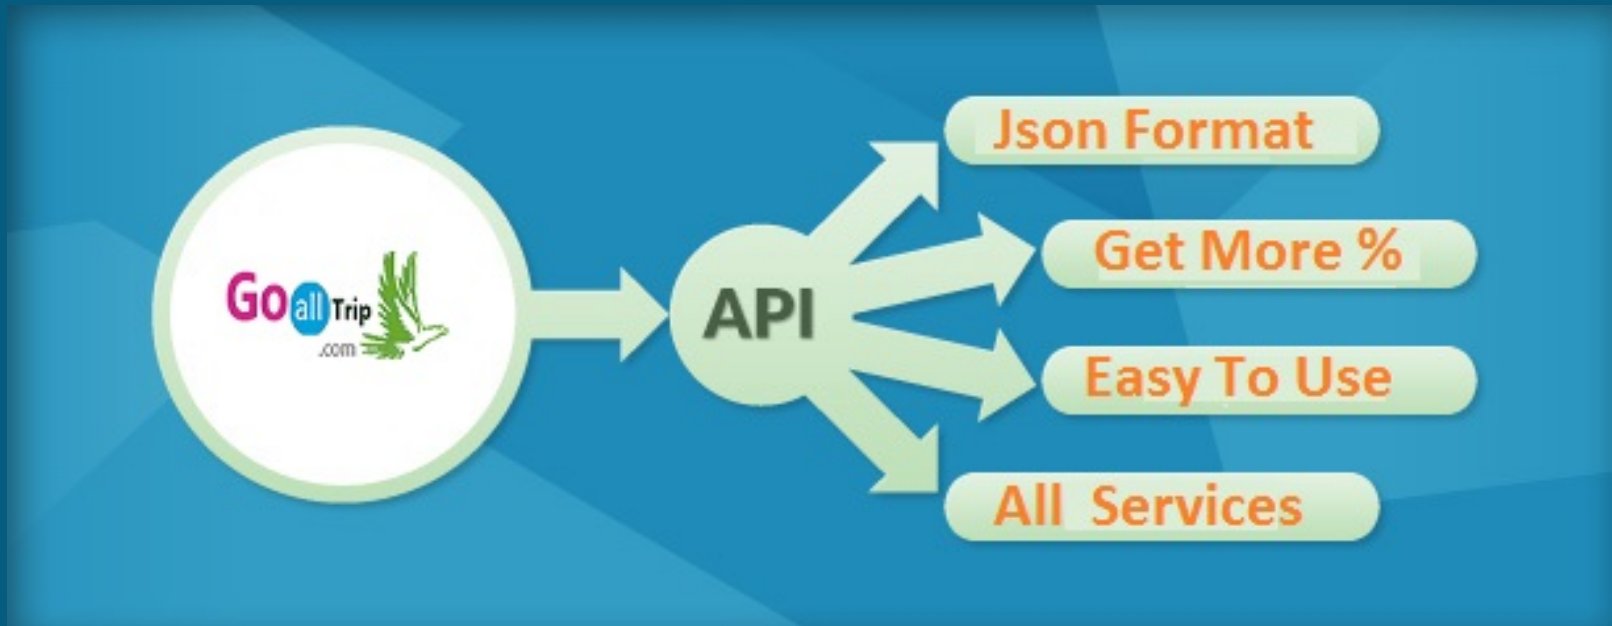 Go all Trip
.com
API
Json Format
Get More %
Easy To Use
All Services